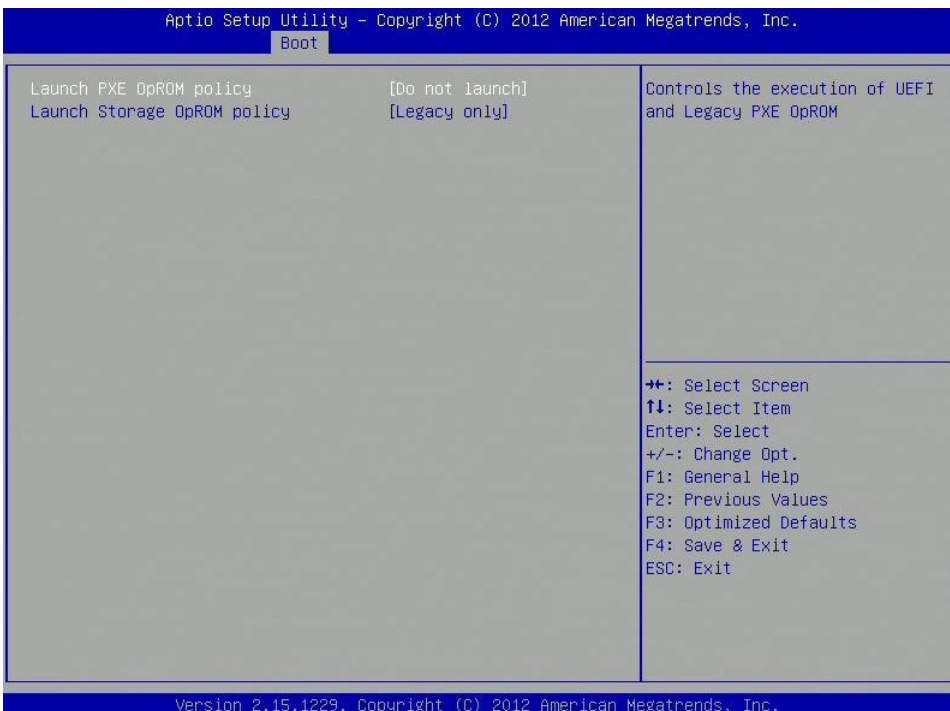 Aptio Setup Utility – Copyright (C) 2012 American Megatrends, Inc.
Boot
Launch PXE OpROM policy [Do not launch]
Launch Storage OpROM policy [Legacy only]
Controls the execution of UEFI
and Legacy PXE OpROM
→←: Select Screen
↑↓: Select Item
Enter: Select
+/-: Change Opt.
F1: General Help
F2: Previous Values
F3: Optimized Defaults
F4: Save & Exit
ESC: Exit
Version 2.15.1229. Copyright (C) 2012 American Megatrends, Inc.